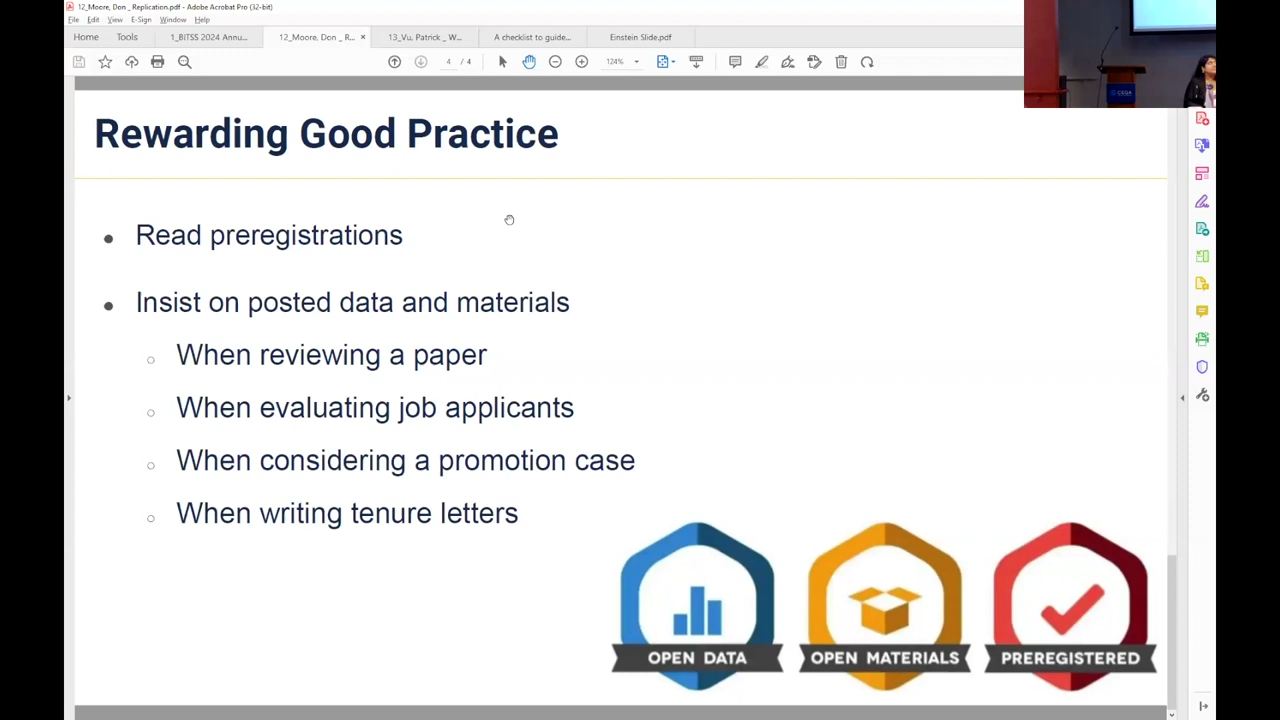 12_Moore, Don _ Replication.pdf - Adobe Acrobat Pro (32-bit)
File Edit View E-Sign Window Help
Home Tools 1_BITSS 2024 Annu... 12_Moore, Don _ R... × 13_Vu, Patrick _ W... A checklist to guide... Einstein Slide.pdf
4 / 4 124%
Rewarding Good Practice
• Read preregistrations
• Insist on posted data and materials
○ When reviewing a paper
○ When evaluating job applicants
○ When considering a promotion case
○ When writing tenure letters
OPEN DATA OPEN MATERIALS PREREGISTERED
CEGA